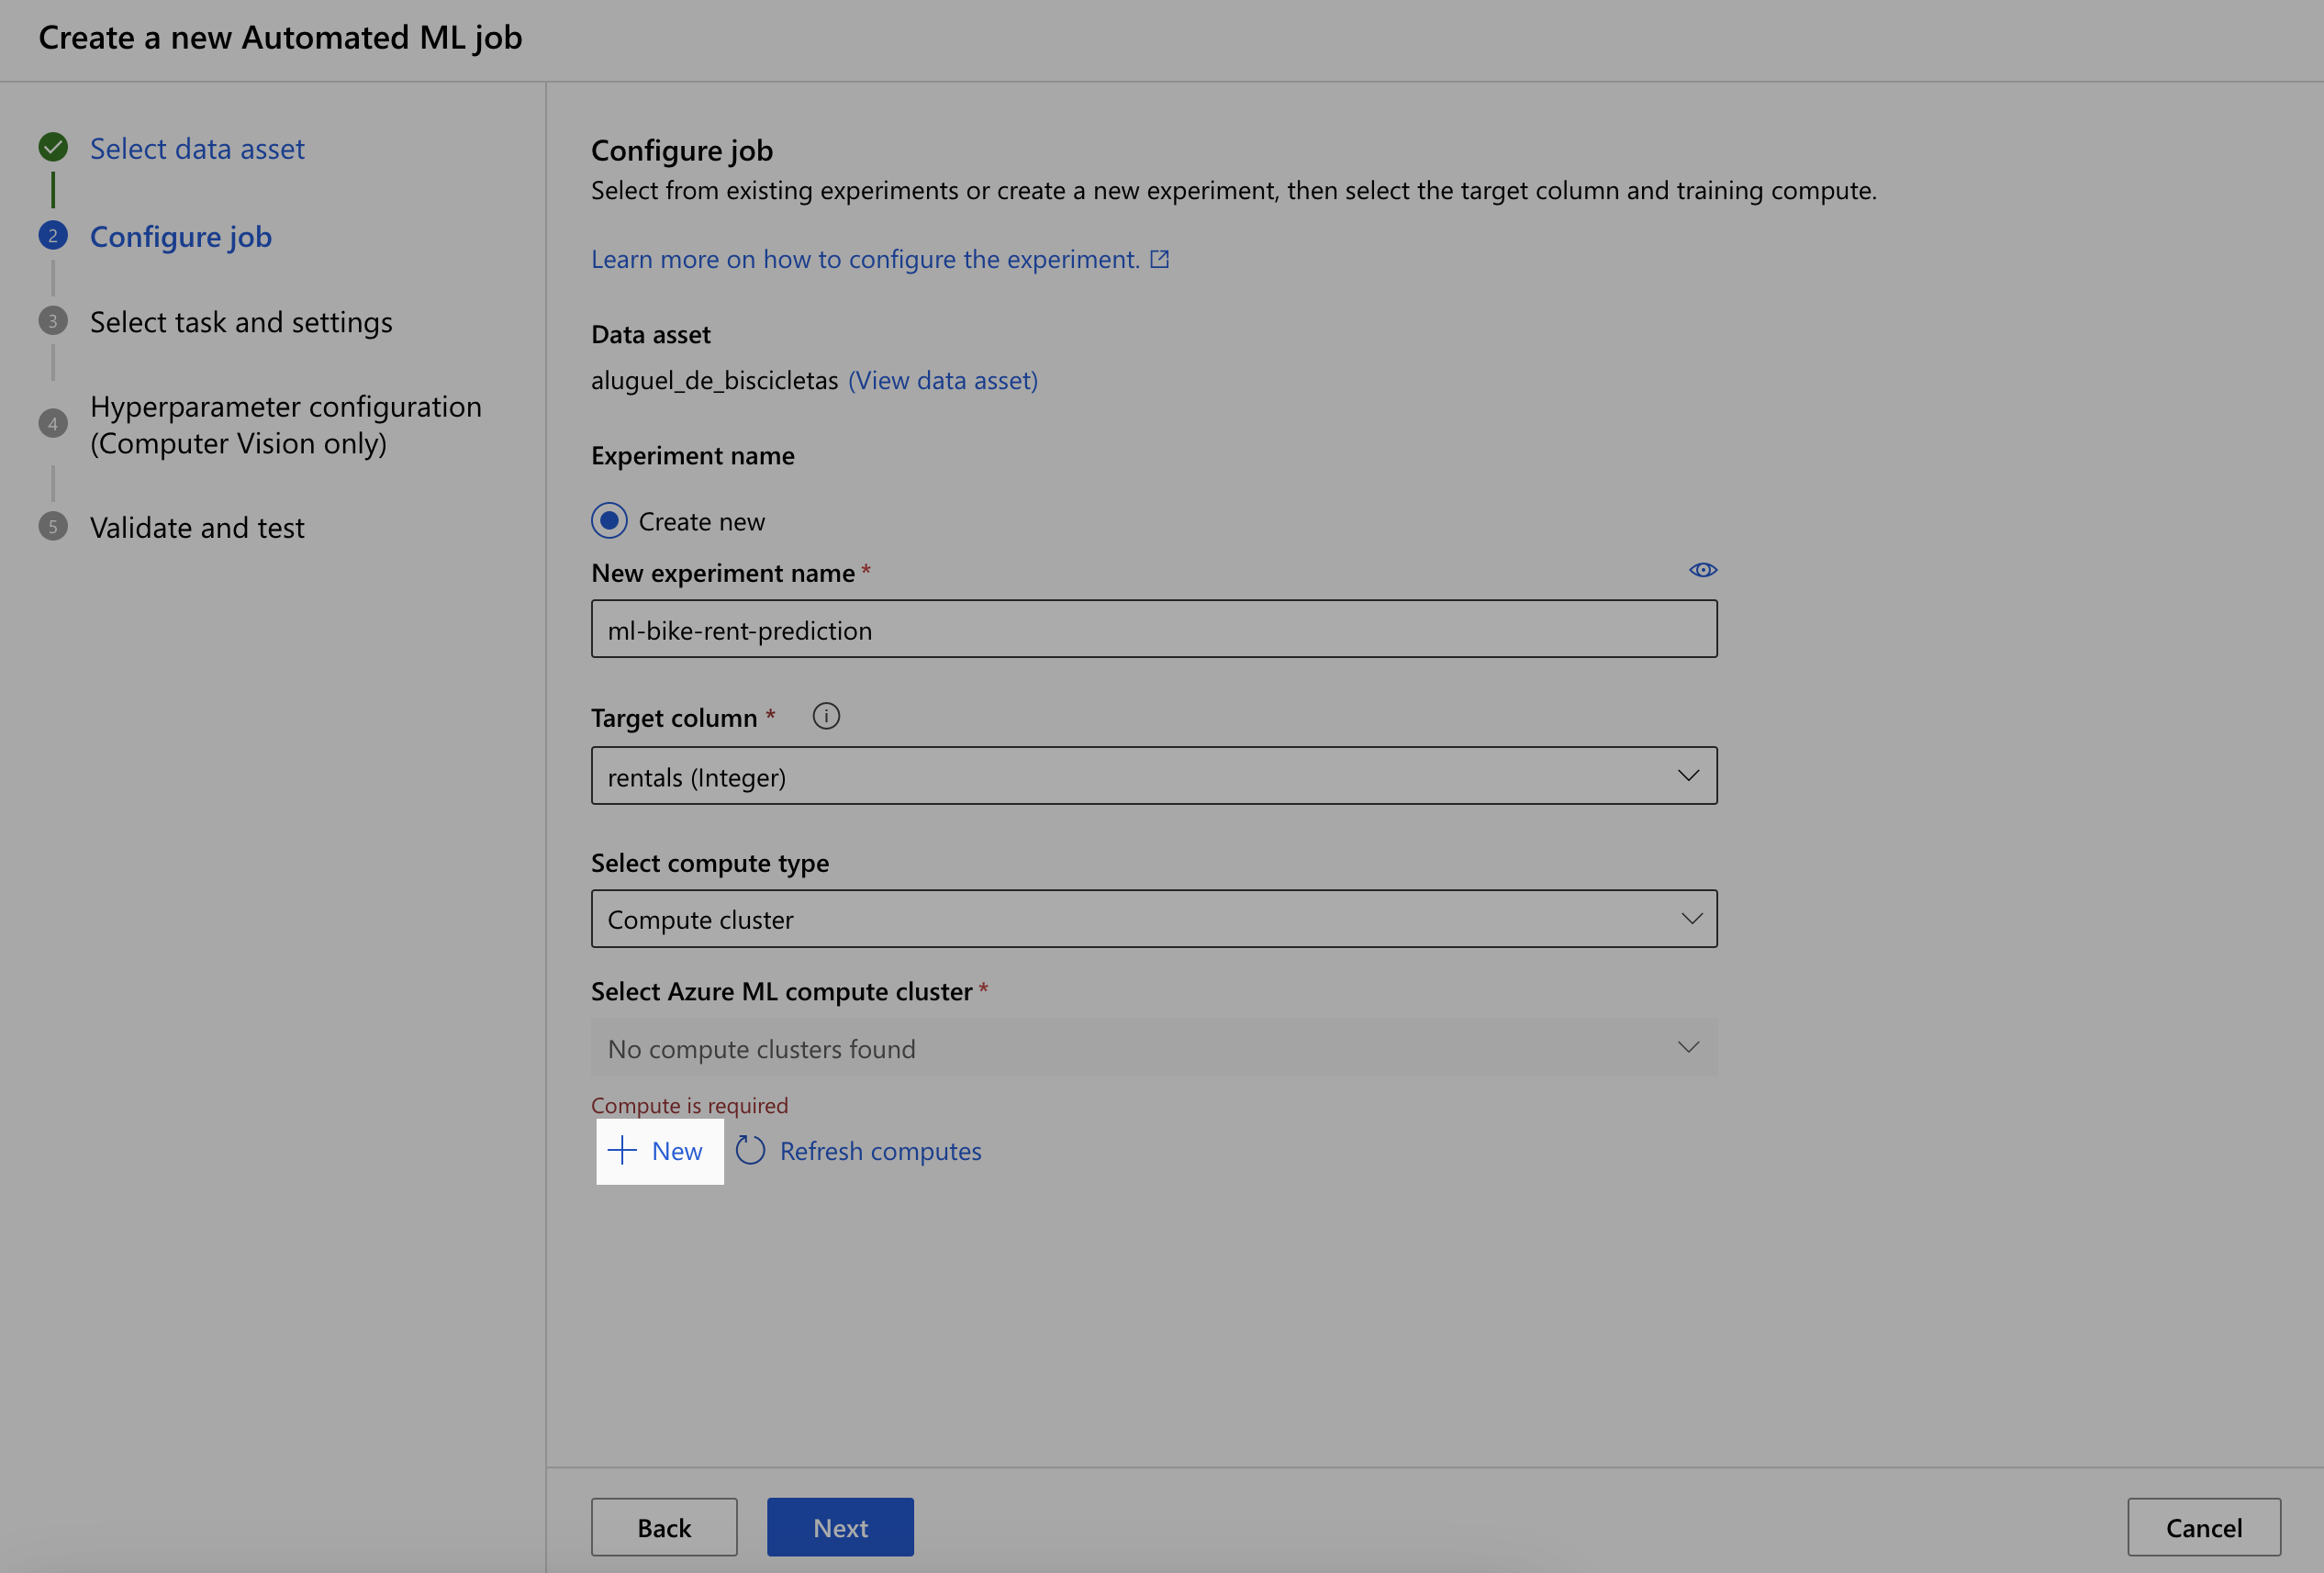 Create a new Automated ML job
Select data asset
2
Configure job
3
Select task and settings
4
Hyperparameter configuration
(Computer Vision only)
5
Validate and test
Configure job
Select from existing experiments or create a new experiment, then select the target column and training compute.
Learn more on how to configure the experiment.
Data asset
aluguel_de_biscicletas (View data asset)
Experiment name
Create new
New experiment name *
ml-bike-rent-prediction
Target column *
rentals (Integer)
Select compute type
Compute cluster
Select Azure ML compute cluster *
No compute clusters found
Compute is required
New Refresh computes
Back Next Cancel